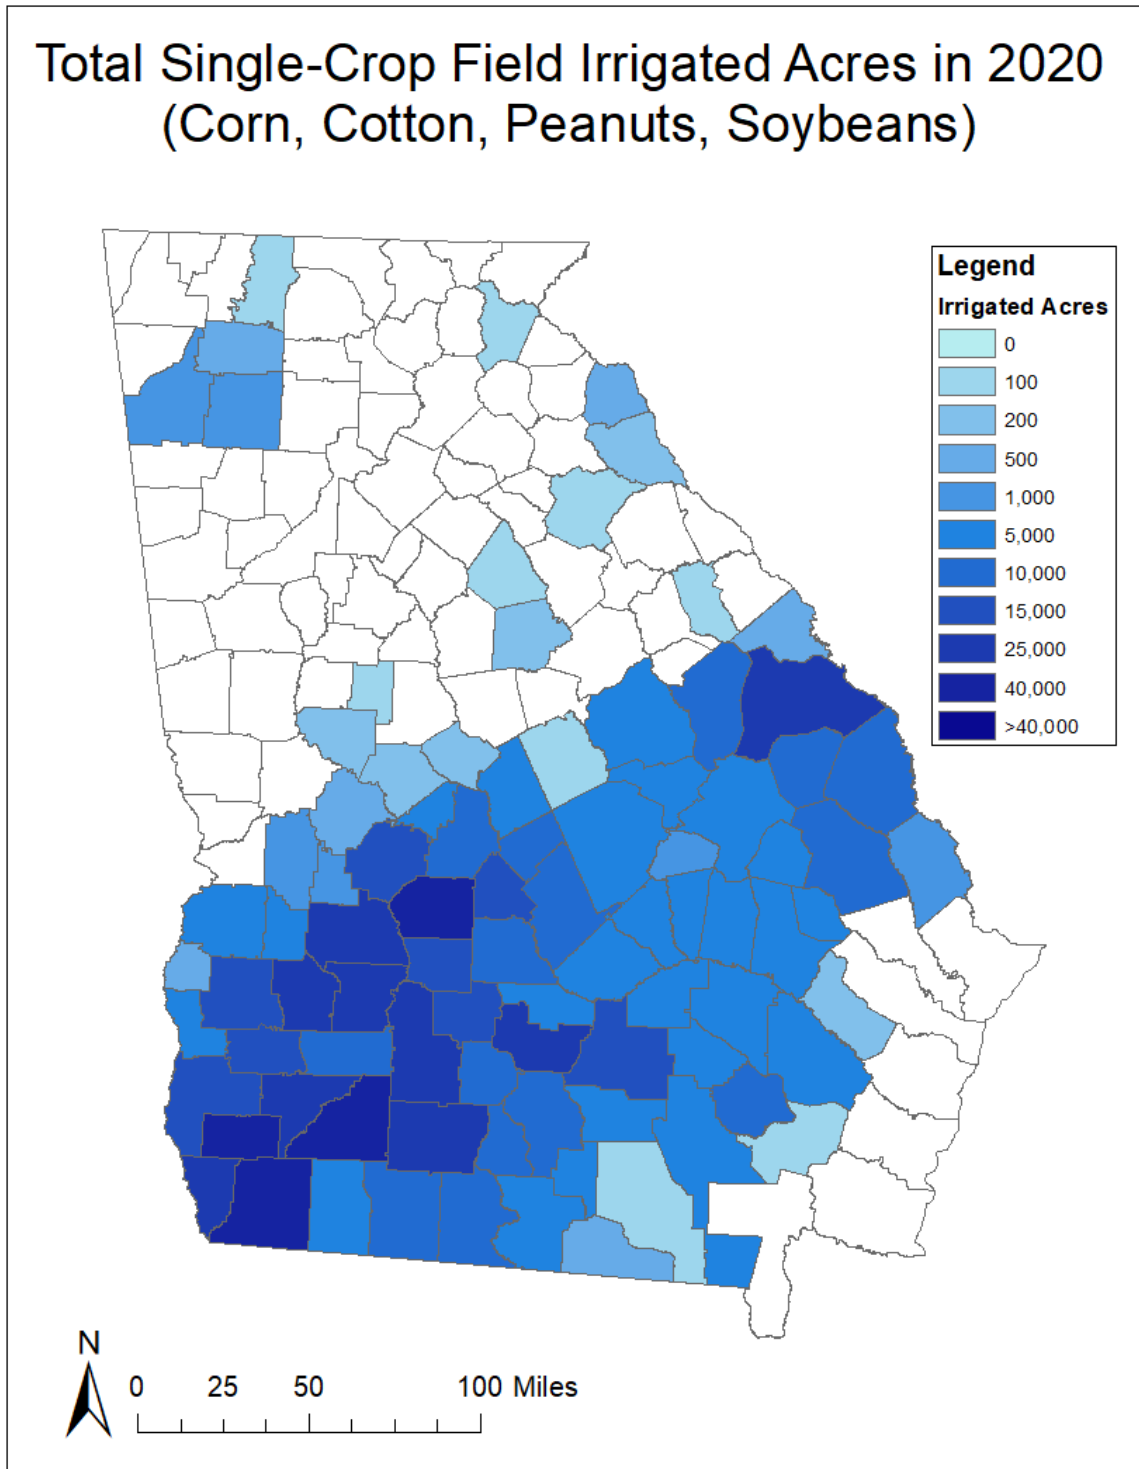 Total Single-Crop Field Irrigated Acres in 2020
(Corn, Cotton, Peanuts, Soybeans)
Legend
Irrigated Acres
0
100
200
500
1,000
5,000
10,000
15,000
25,000
40,000
>40,000
N
0 25 50 100 Miles